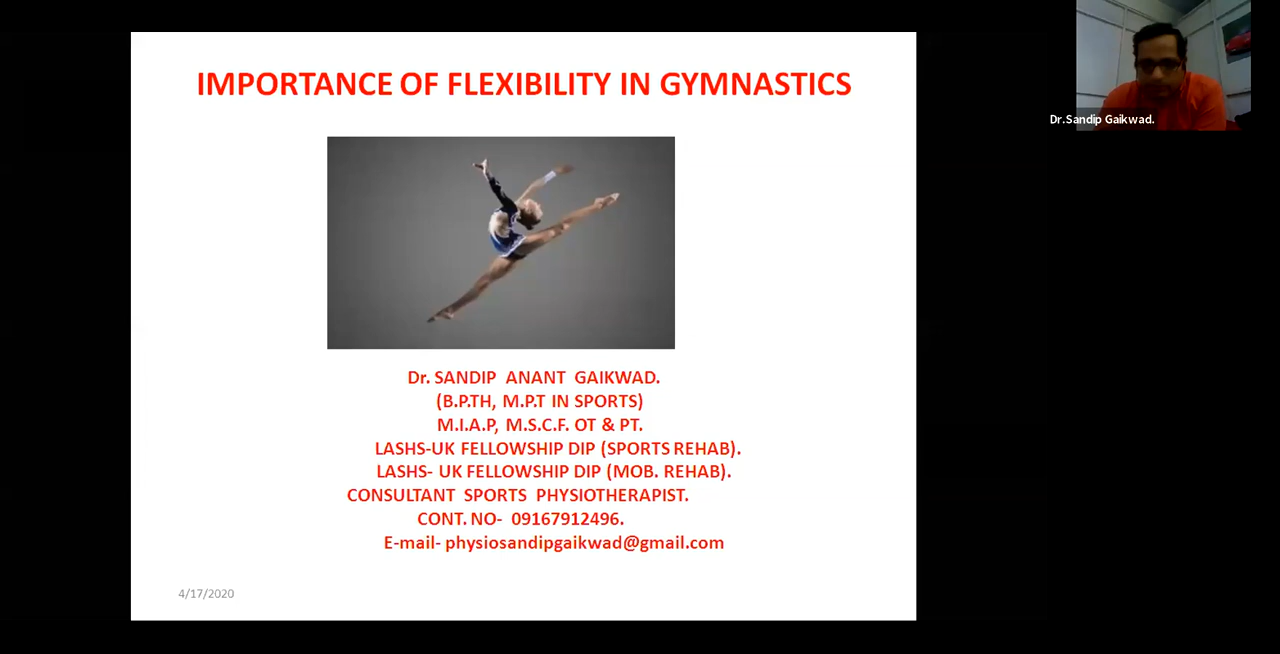 IMPORTANCE OF FLEXIBILITY IN GYMNASTICS
Dr.Sandip Gaikwad.
Dr. SANDIP ANANT GAIKWAD.
(B.P.TH, M.P.T IN SPORTS)
M.I.A.P, M.S.C.F. OT & PT.
LASHS-UK FELLOWSHIP DIP (SPORTS REHAB).
LASHS- UK FELLOWSHIP DIP (MOB. REHAB).
CONSULTANT SPORTS PHYSIOTHERAPIST.
CONT. NO- 09167912496.
E-mail- physiosandipgaikwad@gmail.com
4/17/2020